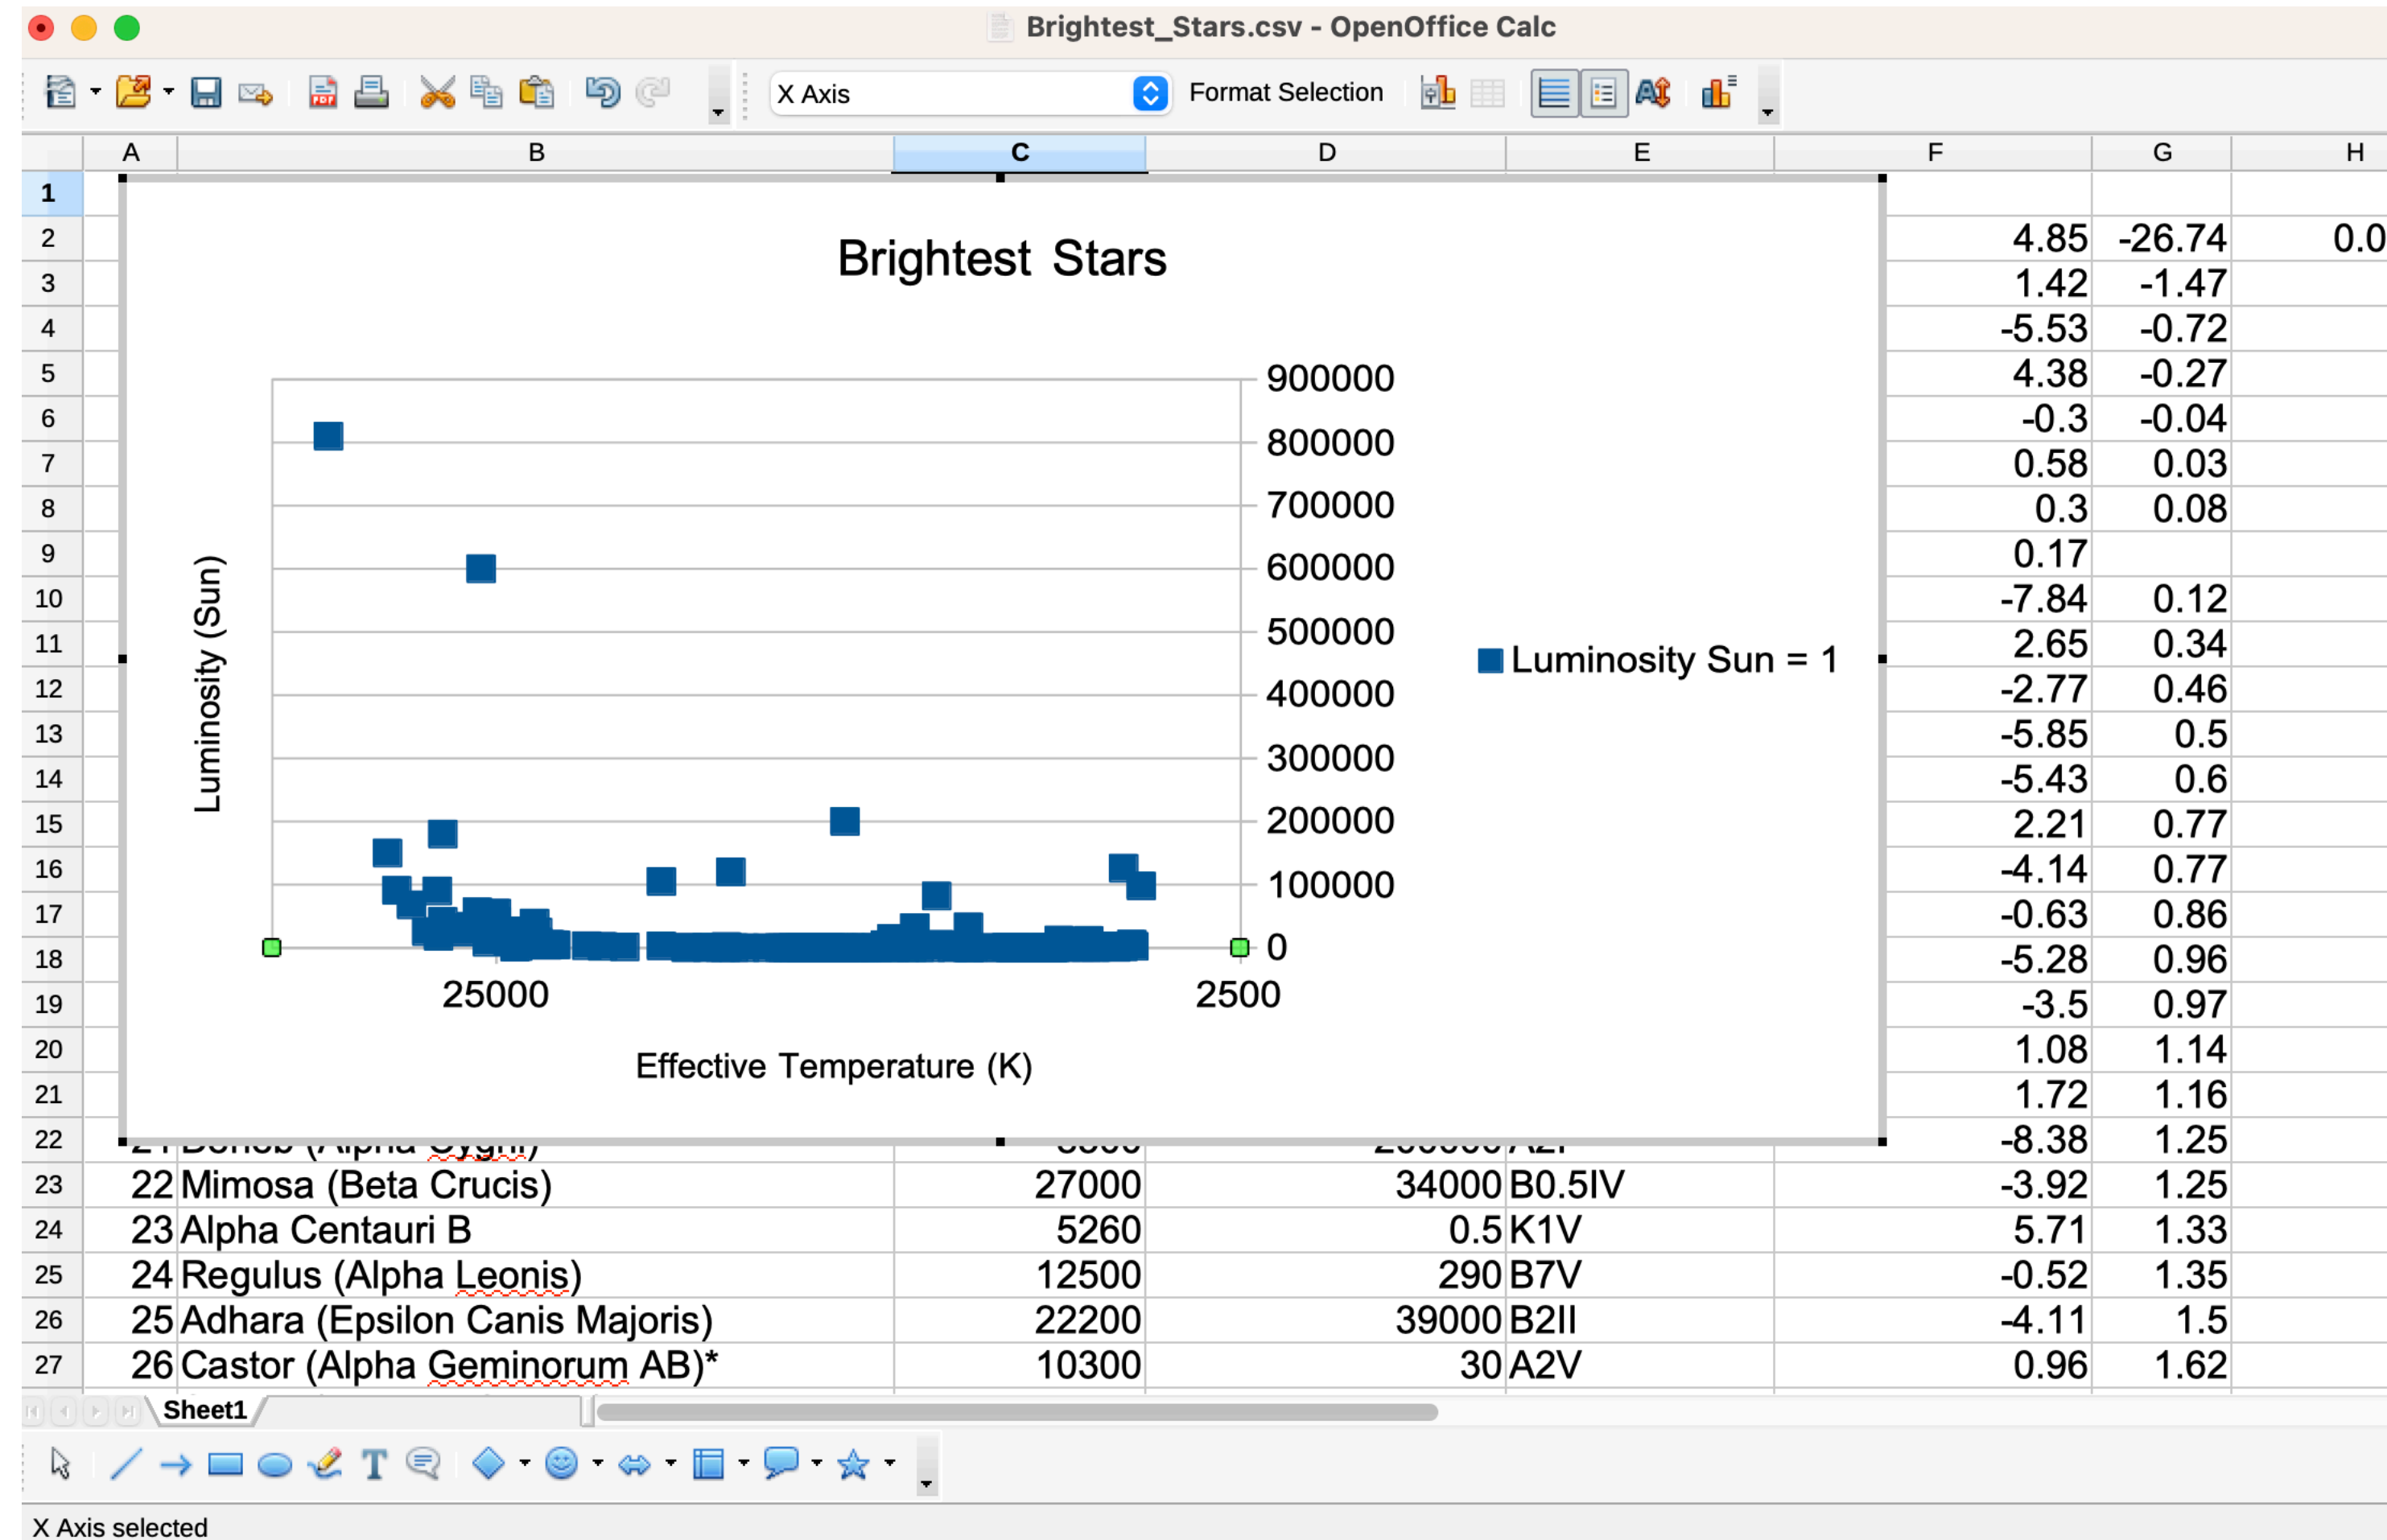 Brightest_Stars.csv - OpenOffice Calc
X Axis Format Selection
A B C D E F G H
1
2 4.85 -26.74 0.0
3 1.42 -1.47
4 -5.53 -0.72
5 4.38 -0.27
6 -0.3 -0.04
7 0.58 0.03
8 0.3 0.08
9 0.17
10 -7.84 0.12
11 2.65 0.34
12 -2.77 0.46
13 -5.85 0.5
14 -5.43 0.6
15 2.21 0.77
16 -4.14 0.77
17 -0.63 0.86
18 -5.28 0.96
19 -3.5 0.97
20 1.08 1.14
21 1.72 1.16
Brightest Stars
900000
800000
700000
600000
500000
400000
300000
200000
100000
0
Luminosity (Sun)
Luminosity Sun = 1
25000 2500
Effective Temperature (K)
22 -8.38 1.25
23 22 Mimosa (Beta Crucis) 27000 34000 B0.5IV -3.92 1.25
24 23 Alpha Centauri B 5260 0.5 K1V 5.71 1.33
25 24 Regulus (Alpha Leonis) 12500 290 B7V -0.52 1.35
26 25 Adhara (Epsilon Canis Majoris) 22200 39000 B2II -4.11 1.5
27 26 Castor (Alpha Geminorum AB)* 10300 30 A2V 0.96 1.62
Sheet1
X Axis selected